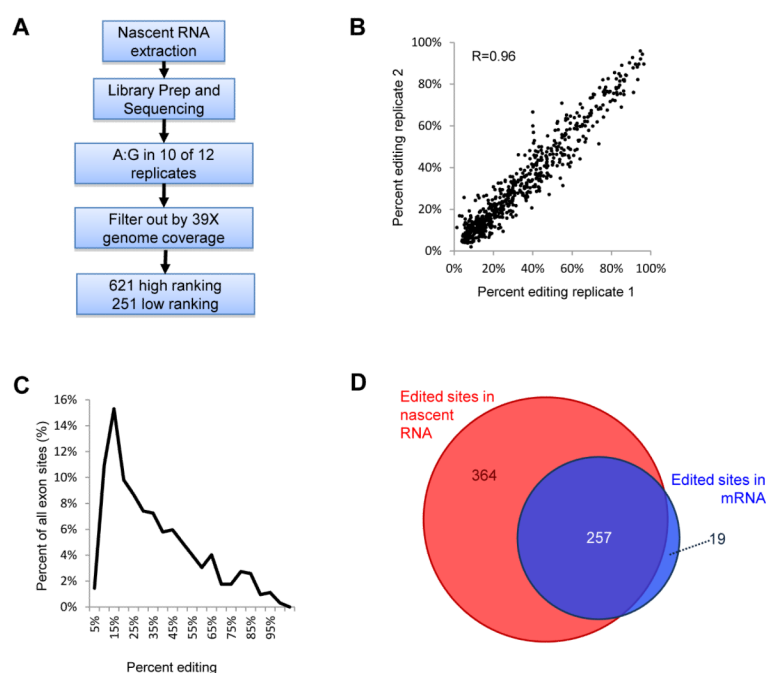 A
Nascent RNA
extraction
Library Prep and
Sequencing
A:G in 10 of 12
replicates
Filter out by 39X
genome coverage
621 high ranking
251 low ranking
B
R=0.96
Percent editing replicate 2
100%
80%
60%
40%
20%
0%
0% 20% 40% 60% 80% 100%
Percent editing replicate 1
C
Percent of all exon sites (%)
16%
14%
12%
10%
8%
6%
4%
2%
0%
5% 15% 25% 35% 45% 55% 65% 75% 85% 95%
Percent editing
D
Edited sites in
nascent
RNA
364
257
Edited sites in
mRNA
19